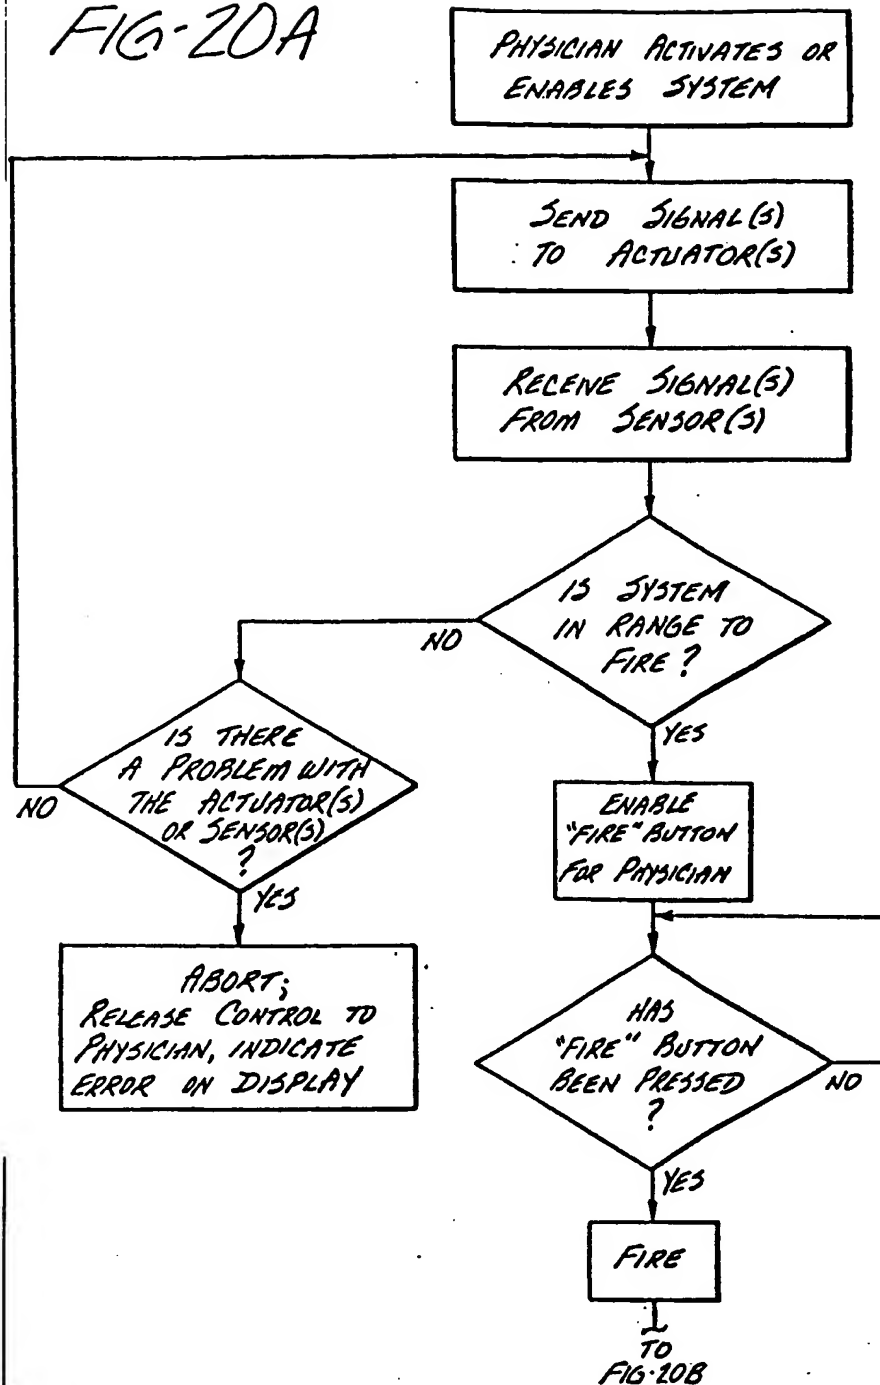 FIG-20A
PHYSICIAN ACTIVATES OR
ENABLES SYSTEM
SEND SIGNAL(S)
TO ACTUATOR(S)
RECEIVE SIGNAL(S)
FROM SENSOR(S)
IS SYSTEM
IN RANGE TO
FIRE?
NO
YES
IS THERE
A PROBLEM WITH
THE ACTUATOR(S)
OR SENSOR(S)
?
NO
YES
ABORT;
RELEASE CONTROL TO
PHYSICIAN, INDICATE
ERROR ON DISPLAY
ENABLE
"FIRE" BUTTON
FOR PHYSICIAN
HAS
"FIRE" BUTTON
BEEN PRESSED
?
NO
YES
FIRE
TO
FIG-20B